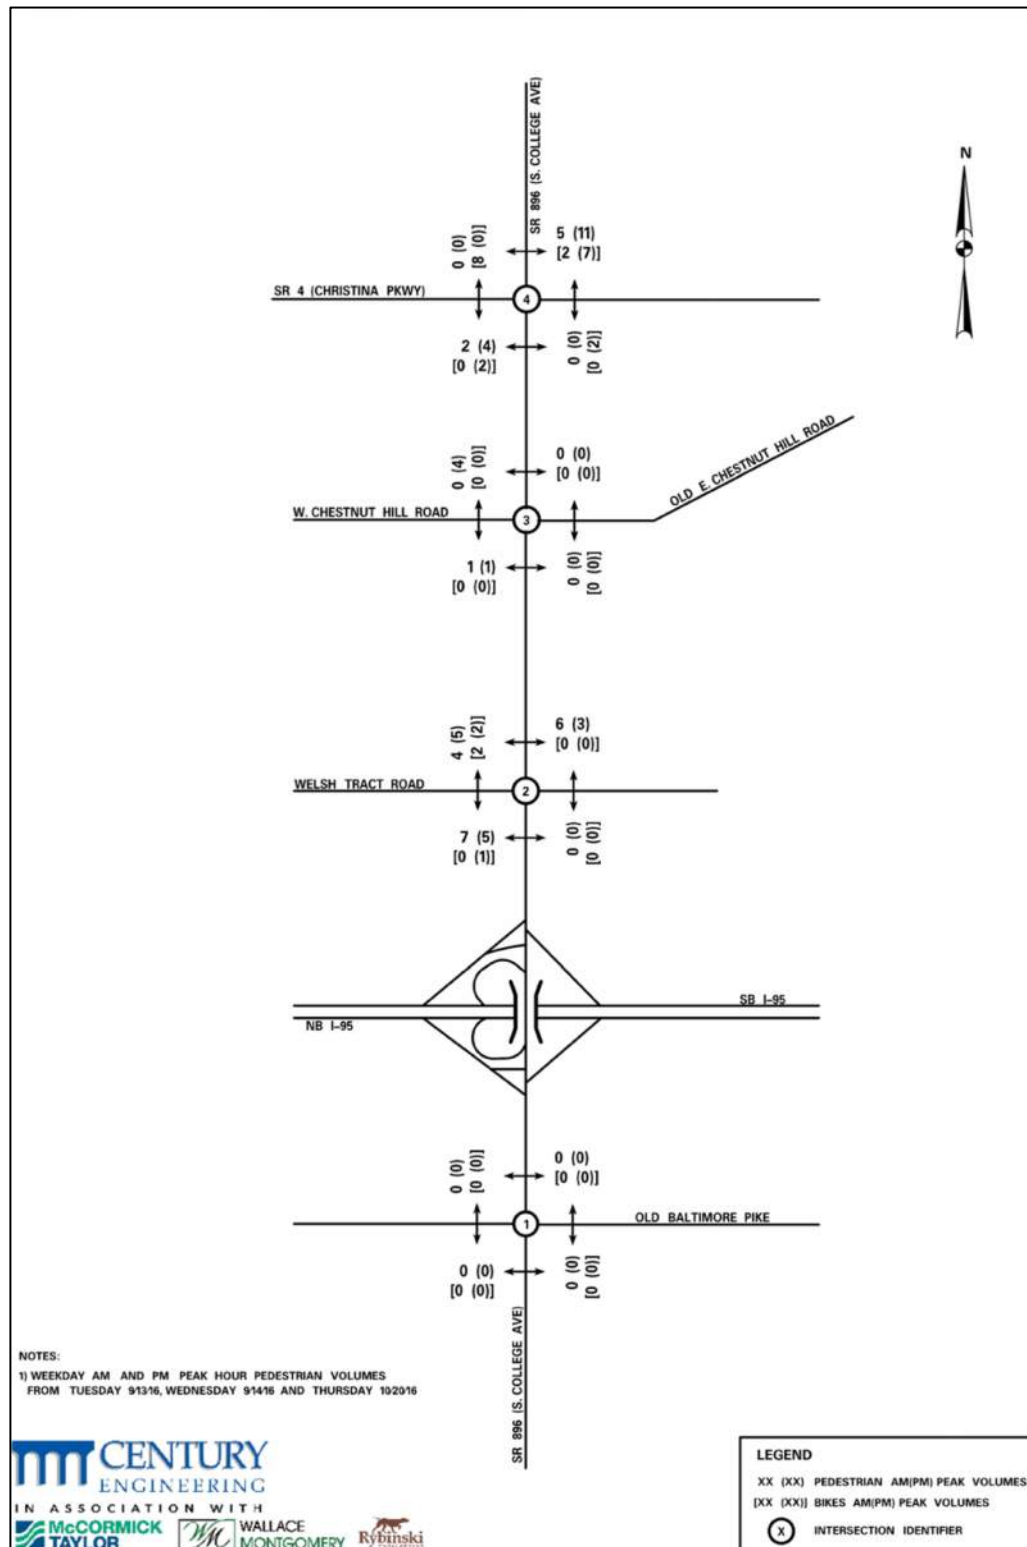 SR 896 (S. COLLEGE AVE)
N
0 (0)
[8 (0)]
5 (11)
[2 (7)]
SR 4 (CHRISTINA PKWY)
4
2 (4)
[0 (2)]
0 (0)
[0 (2)]
0 (4)
[0 (0)]
0 (0)
[0 (0)]
OLD E. CHESTNUT HILL ROAD
W. CHESTNUT HILL ROAD
3
1 (1)
[0 (0)]
0 (0)
[0 (0)]
4 (5)
[2 (2)]
6 (3)
[0 (0)]
WELSH TRACT ROAD
2
7 (5)
[0 (1)]
0 (0)
[0 (0)]
SB I-95
NB I-95
0 (0)
[0 (0)]
0 (0)
[0 (0)]
1
OLD BALTIMORE PIKE
0 (0)
[0 (0)]
0 (0)
[0 (0)]
SR 896 (S. COLLEGE AVE)
NOTES:
1) WEEKDAY AM AND PM PEAK HOUR PEDESTRIAN VOLUMES
FROM TUESDAY 9/13/16, WEDNESDAY 9/14/16 AND THURSDAY 10/20/16
CENTURY
ENGINEERING
IN ASSOCIATION WITH
McCORMICK
TAYLOR
WM
WALLACE
MONTGOMERY
Rybinski
LEGEND
XX (XX) PEDESTRIAN AM(PM) PEAK VOLUMES
[XX (XX)] BIKES AM(PM) PEAK VOLUMES
X INTERSECTION IDENTIFIER